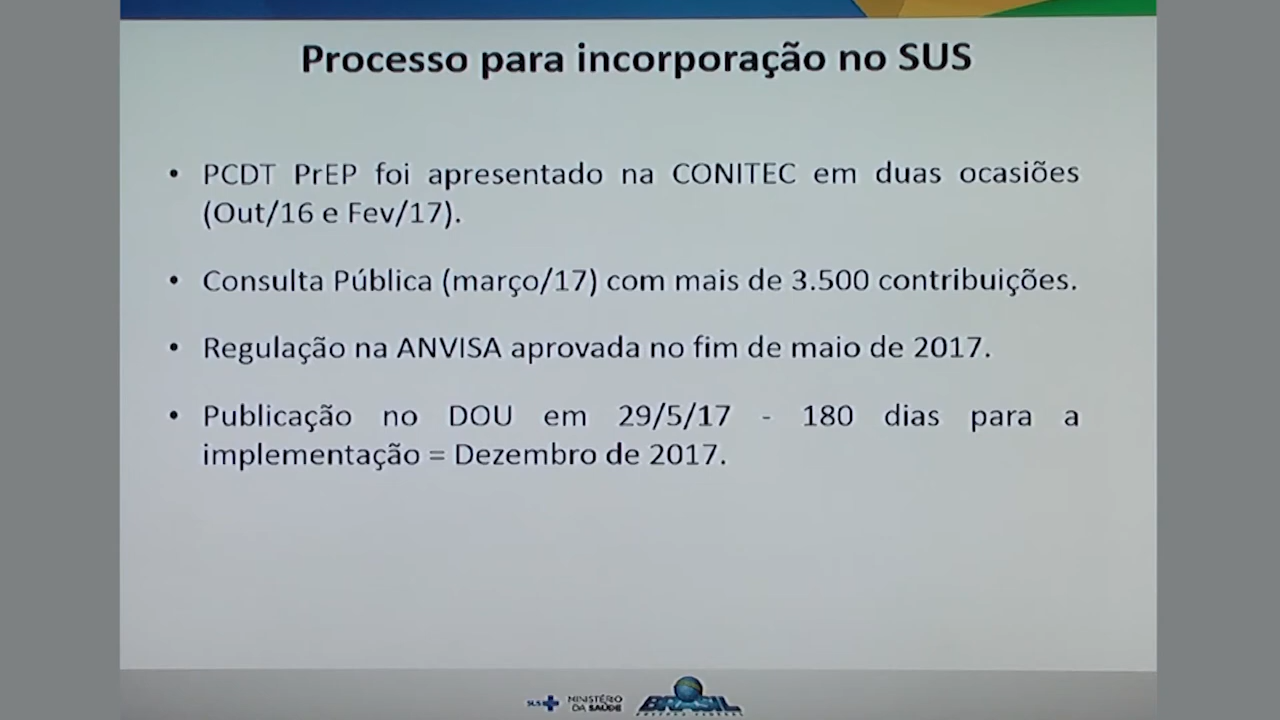 Processo para incorporação no SUS
• PCDT PrEP foi apresentado na CONITEC em duas ocasiões
(Out/16 e Fev/17).
• Consulta Pública (março/17) com mais de 3.500 contribuições.
• Regulação na ANVISA aprovada no fim de maio de 2017.
• Publicação no DOU em 29/5/17 - 180 dias para a
implementação = Dezembro de 2017.
SUS MINISTÉRIO
DA SAÚDE
BRASIL